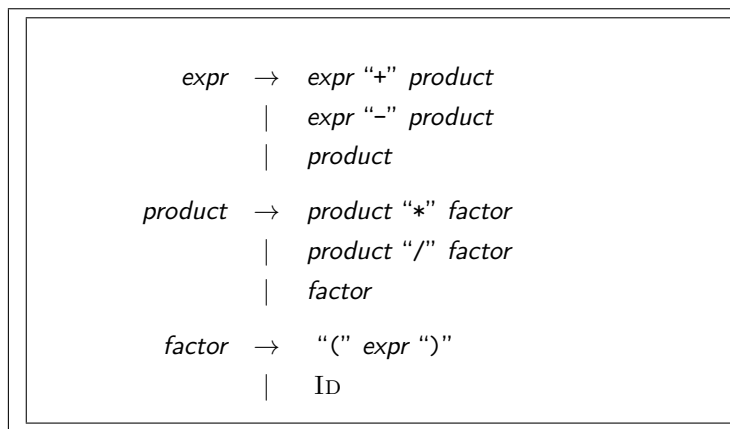 expr → expr “+” product
| expr “-” product
| product
product → product “*” factor
| product “/” factor
| factor
factor → “(” expr “)”
| ID